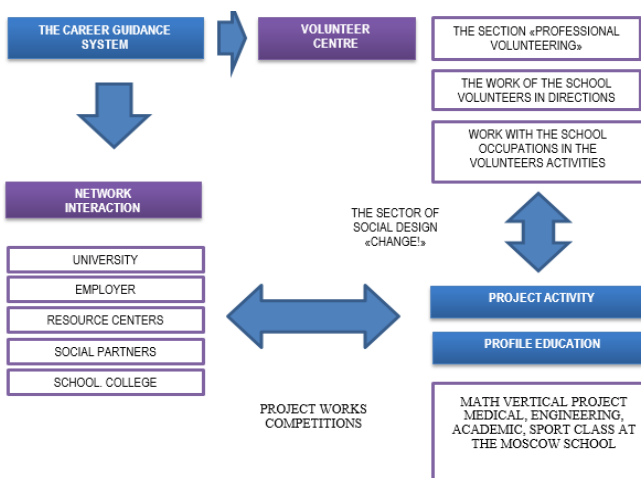 THE CAREER GUIDANCE
SYSTEM
VOLUNTEER
CENTRE
THE SECTION «PROFESSIONAL
VOLUNTEERING»
THE WORK OF THE SCHOOL
VOLUNTEERS IN DIRECTIONS
WORK WITH THE SCHOOL
OCCUPATIONS IN THE
VOLUNTEERS ACTIVITIES
NETWORK
INTERACTION
THE SECTOR OF
SOCIAL DESIGN
«CHANGE!»
UNIVERSITY
EMPLOYER
RESOURCE CENTERS
SOCIAL PARTNERS
SCHOOL. COLLEGE
PROJECT ACTIVITY
PROFILE EDUCATION
PROJECT WORKS
COMPETITIONS
MATH VERTICAL PROJECT
MEDICAL, ENGINEERING,
ACADEMIC, SPORT CLASS AT
THE MOSCOW SCHOOL